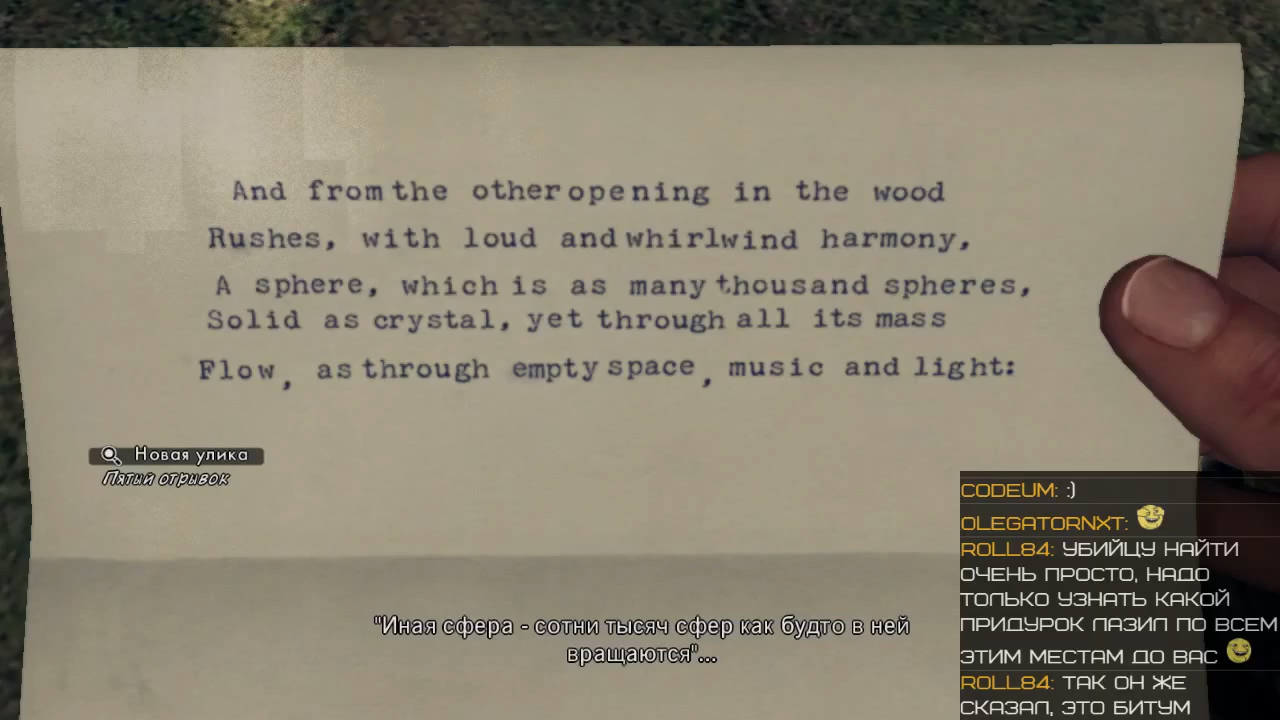 And from the other opening in the wood
Rushes, with loud and whirlwind harmony,
A sphere, which is as many thousand spheres,
Solid as crystal, yet through all its mass
Flow, as through empty space, music and light:
Новая улика
Пятый отрывок
"Иная сфера - сотни тысяч сфер как будто в ней
вращаются"...
CODEUM: :)
OLEGATORNXT:
ROLL84: УБИЙЦУ НАЙТИ
ОЧЕНЬ ПРОСТО, НАДО
ТОЛЬКО УЗНАТЬ КАКОЙ
ПРИДУРОК ЛАЗИЛ ПО ВСЕМ
ЭТИМ МЕСТАМ ДО ВАС
ROLL84: ТАК ОН ЖЕ
СКАЗАЛ, ЭТО БИТУМ